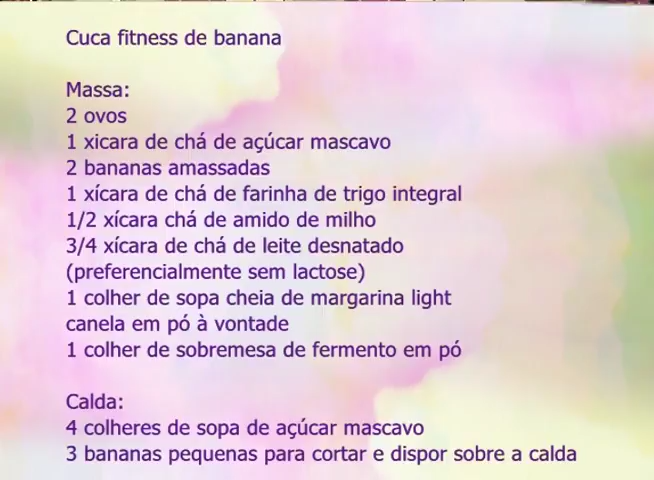 Cuca fitness de banana
Massa:
2 ovos
1 xicara de chá de açúcar mascavo
2 bananas amassadas
1 xícara de chá de farinha de trigo integral
1/2 xícara chá de amido de milho
3/4 xícara de chá de leite desnatado
(preferencialmente sem lactose)
1 colher de sopa cheia de margarina light
canela em pó à vontade
1 colher de sobremesa de fermento em pó
Calda:
4 colheres de sopa de açúcar mascavo
3 bananas pequenas para cortar e dispor sobre a calda